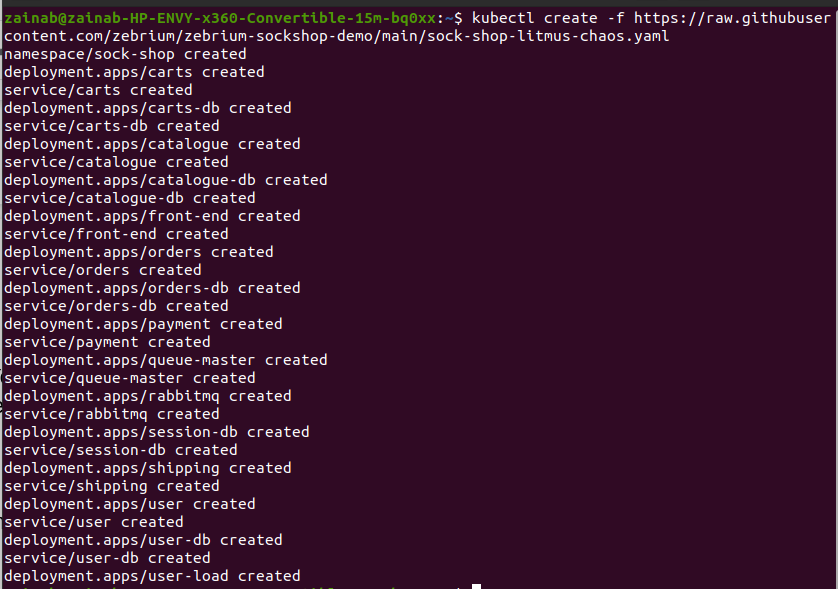 zainab@zainab-HP-ENVY-x360-Convertible-15m-bq0xx:~$ kubectl create -f https://raw.githubuser
content.com/zebrium/zebrium-sockshop-demo/main/sock-shop-litmus-chaos.yaml
namespace/sock-shop created
deployment.apps/carts created
service/carts created
deployment.apps/carts-db created
service/carts-db created
deployment.apps/catalogue created
service/catalogue created
deployment.apps/catalogue-db created
service/catalogue-db created
deployment.apps/front-end created
service/front-end created
deployment.apps/orders created
service/orders created
deployment.apps/orders-db created
service/orders-db created
deployment.apps/payment created
service/payment created
deployment.apps/queue-master created
service/queue-master created
deployment.apps/rabbitmq created
service/rabbitmq created
deployment.apps/session-db created
service/session-db created
deployment.apps/shipping created
service/shipping created
deployment.apps/user created
service/user created
deployment.apps/user-db created
service/user-db created
deployment.apps/user-load created